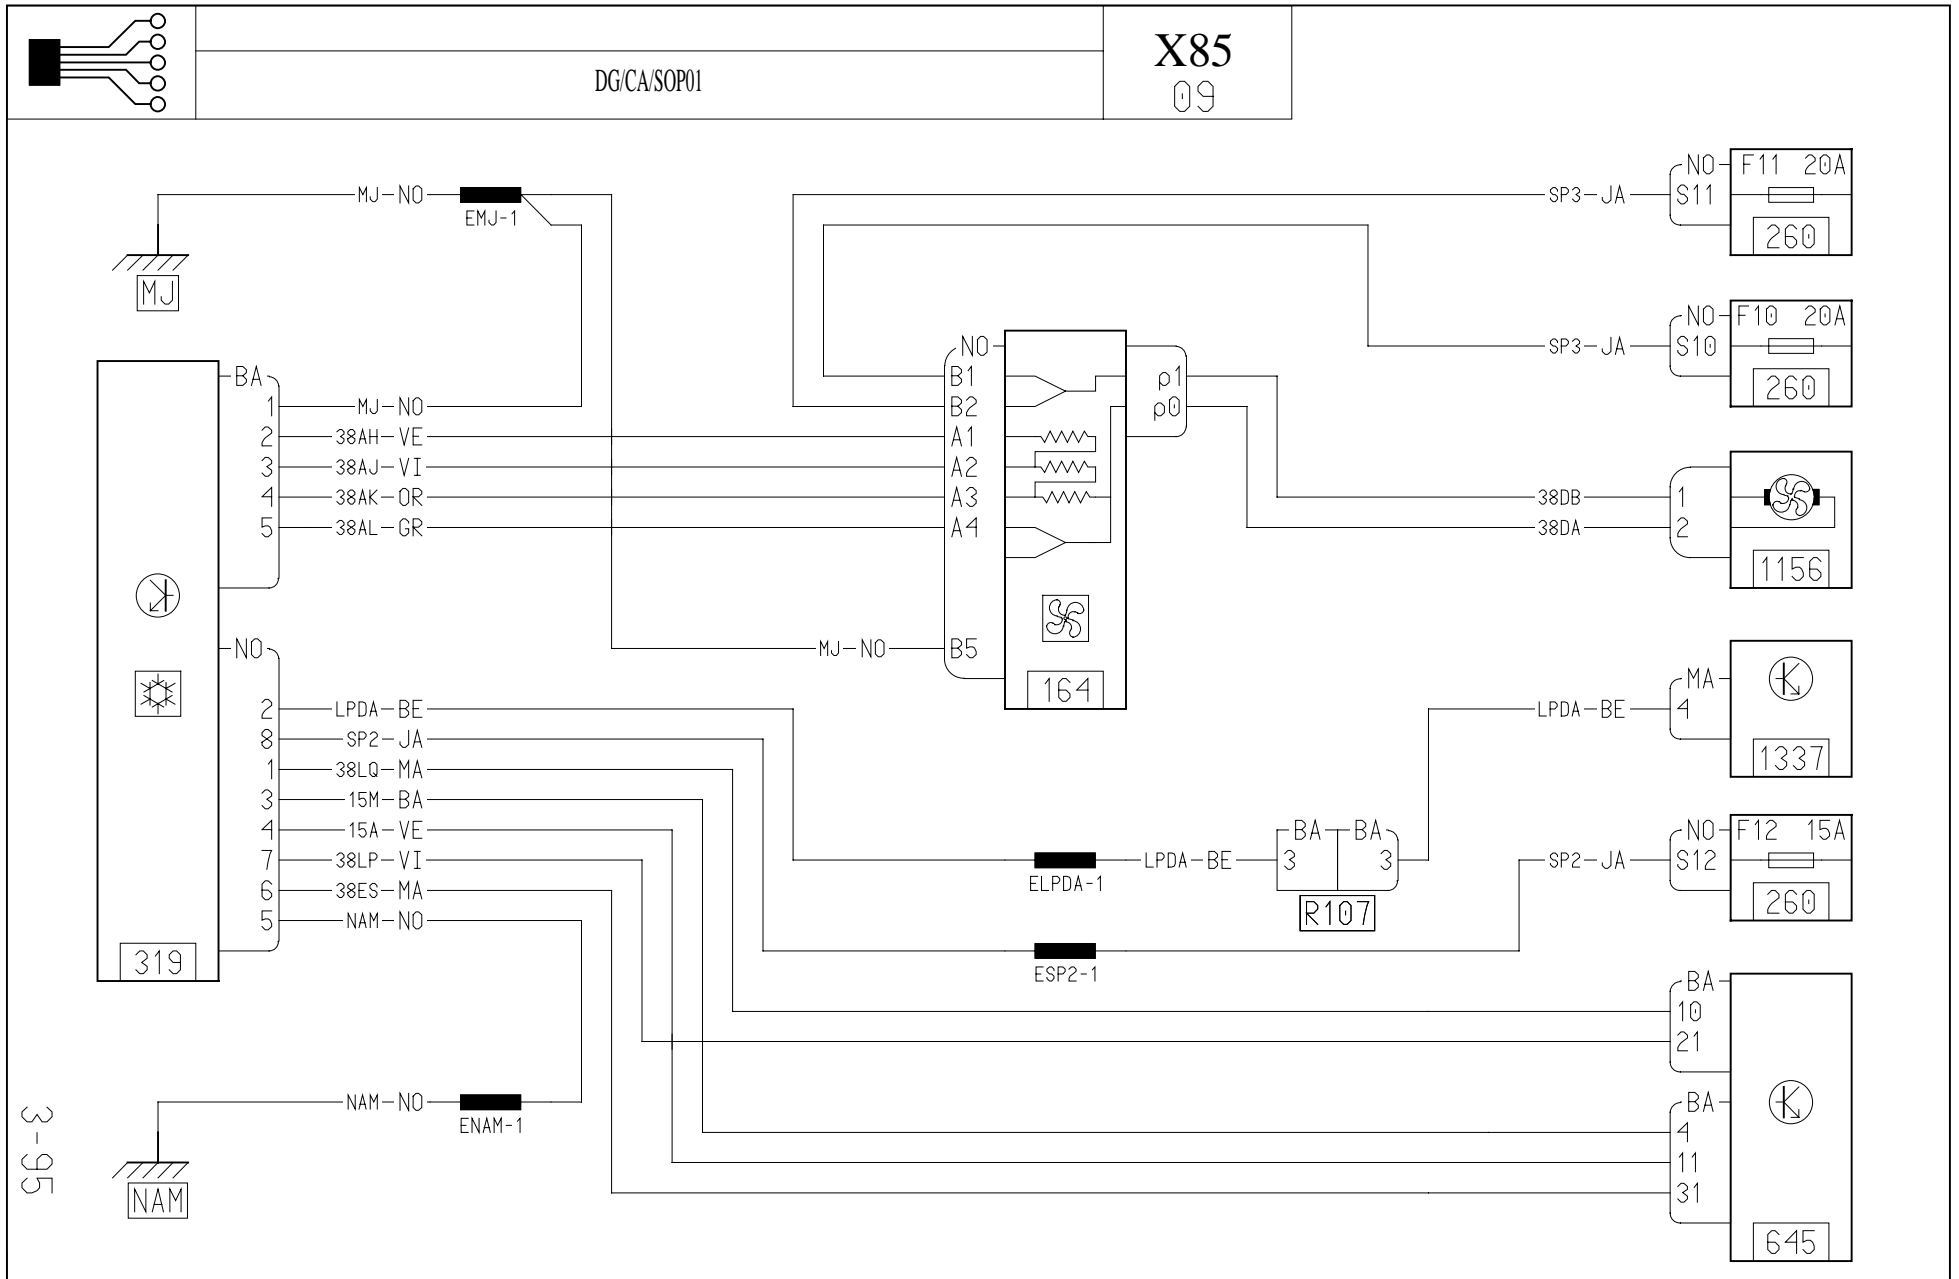 DG/CA/SOP01
X85
09
MJ-NO
EMJ-1
MJ
SP3-JA
NO
S11
F11 20A
260
SP3-JA
NO
S10
F10 20A
260
BA
1 MJ-NO
2 38AH-VE
3 38AJ-VI
4 38AK-OR
5 38AL-GR
NO
B1
B2
A1
A2
A3
A4
MJ-NO
B5
p1
p0
164
38DB 1
38DA 2
1156
NO
2 LPDA-BE
8 SP2-JA
1 38LQ-MA
3 15M-BA
4 15A-VE
7 38LP-VI
6 38ES-MA
5 NAM-NO
319
LPDA-BE
MA
4
1337
ELPDA-1
LPDA-BE
BA BA
3 3
R107
SP2-JA
NO
S12
F12 15A
260
ESP2-1
BA
10
21
BA
4
11
31
645
NAM-NO
ENAM-1
NAM
3-95